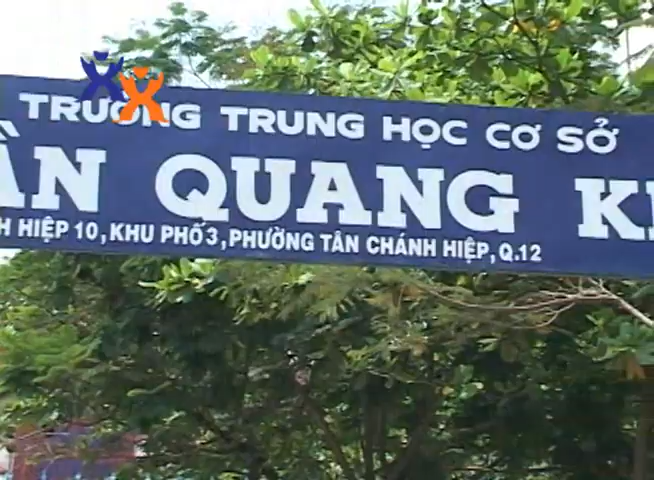 TRƯỜNG TRUNG HỌC CƠ SỞ
QUANG
HIỆP 10, KHU PHỐ 3, PHƯỜNG TÂN CHÁNH HIỆP, Q.12